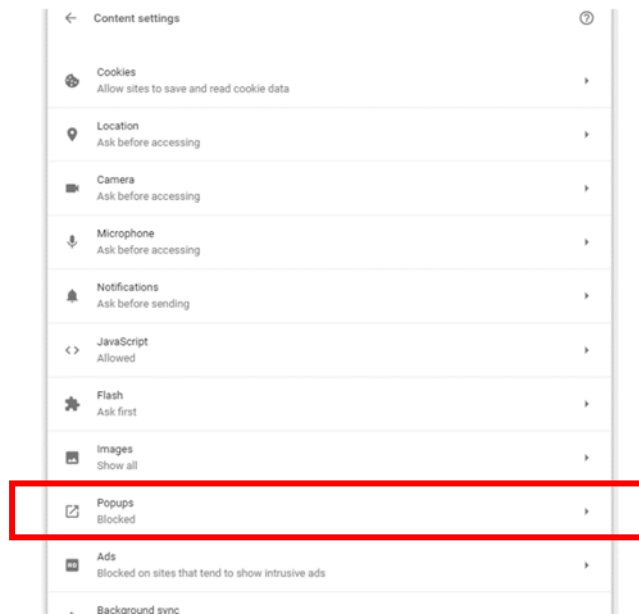 Content settings
Cookies
Allow sites to save and read cookie data
Location
Ask before accessing
Camera
Ask before accessing
Microphone
Ask before accessing
Notifications
Ask before sending
JavaScript
Allowed
Flash
Ask first
Images
Show all
Popups
Blocked
Ads
Blocked on sites that tend to show intrusive ads
Background sync